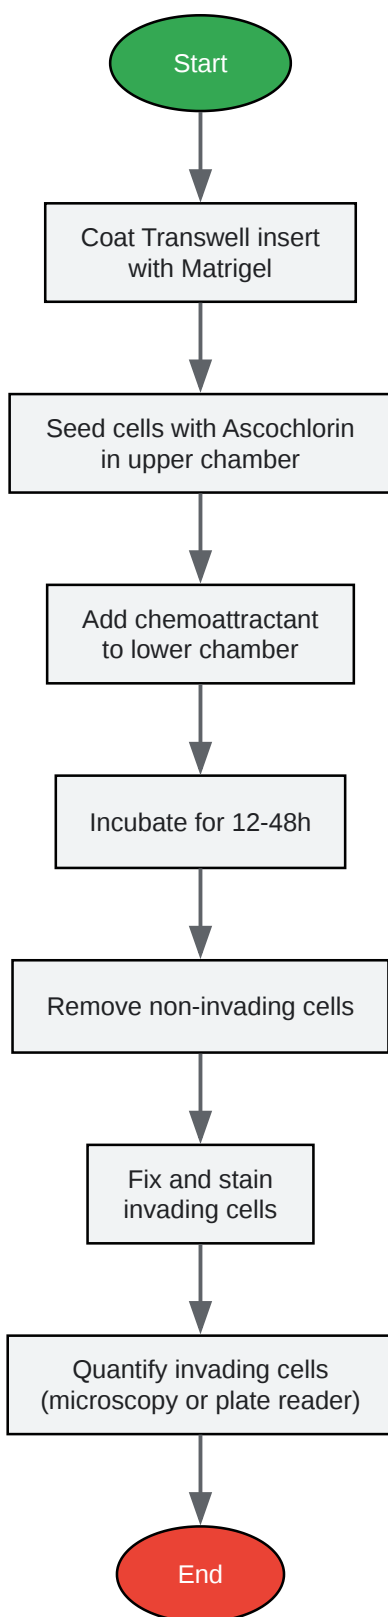 Start
Coat Transwell insert
with Matrigel
Seed cells with Ascochlorin
in upper chamber
Add chemoattractant
to lower chamber
Incubate for 12-48h
Remove non-invading cells
Fix and stain
invading cells
Quantify invading cells
(microscopy or plate reader)
End